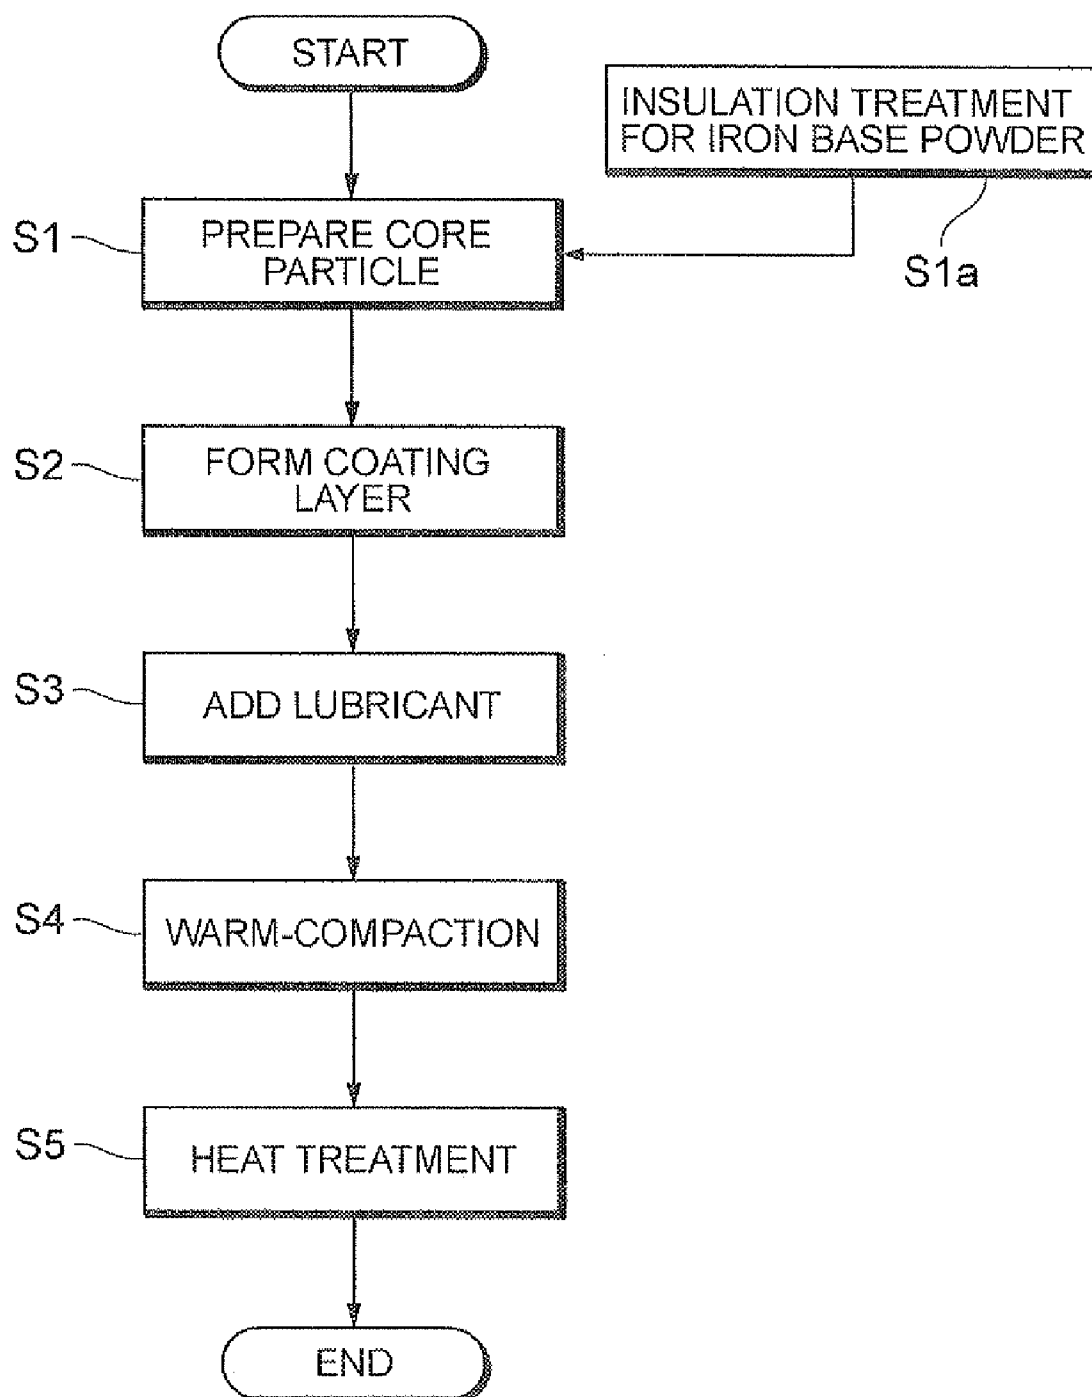 START
INSULATION TREATMENT
FOR IRON BASE POWDER
S1a
S1
PREPARE CORE
PARTICLE
S2
FORM COATING
LAYER
S3
ADD LUBRICANT
S4
WARM-COMPACTION
S5
HEAT TREATMENT
END